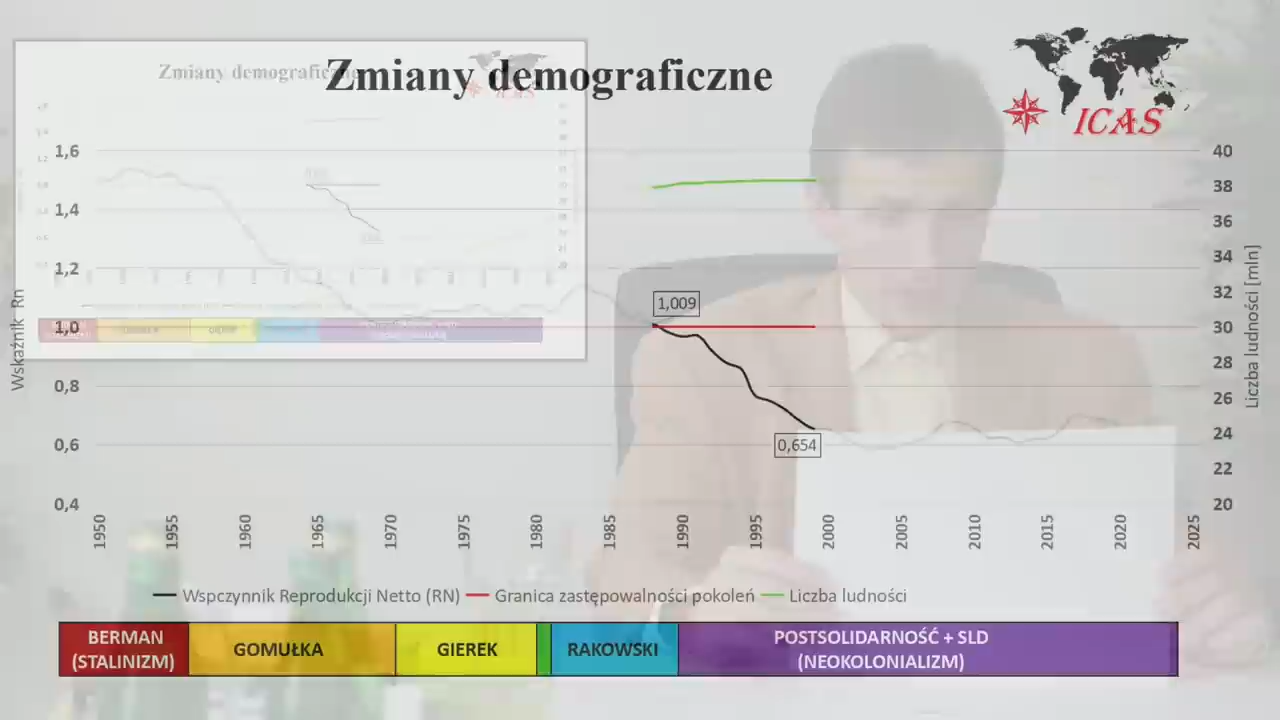 Zmiany demograficzne
Zmiany demograficzne
ICAS
1,6
1,4
1,2
1,0
0,8
0,6
0,4
Wskaźnik Rn
40
38
36
34
32
30
28
26
24
22
20
Liczba ludności [mln]
1,009
0,654
1950 1955 1960 1965 1970 1975 1980 1985 1990 1995 2000 2005 2010 2015 2020 2025
Wspczynnik Reprodukcji Netto (RN) Granica zastępowalności pokoleń Liczba ludności
BERMAN
(STALINIZM)
GOMUŁKA
GIEREK
RAKOWSKI
POSTSOLIDARNOŚĆ + SLD
(NEOKOLONIALIZM)